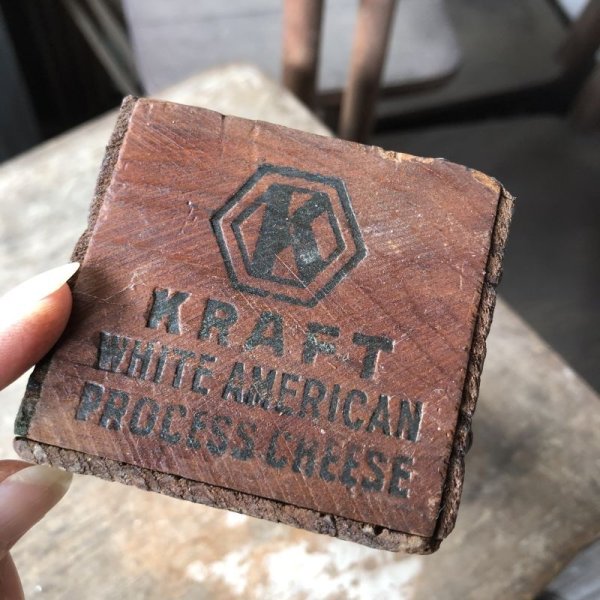 K
KRAFT
WHITE AMERICAN
PROCESS CHEESE